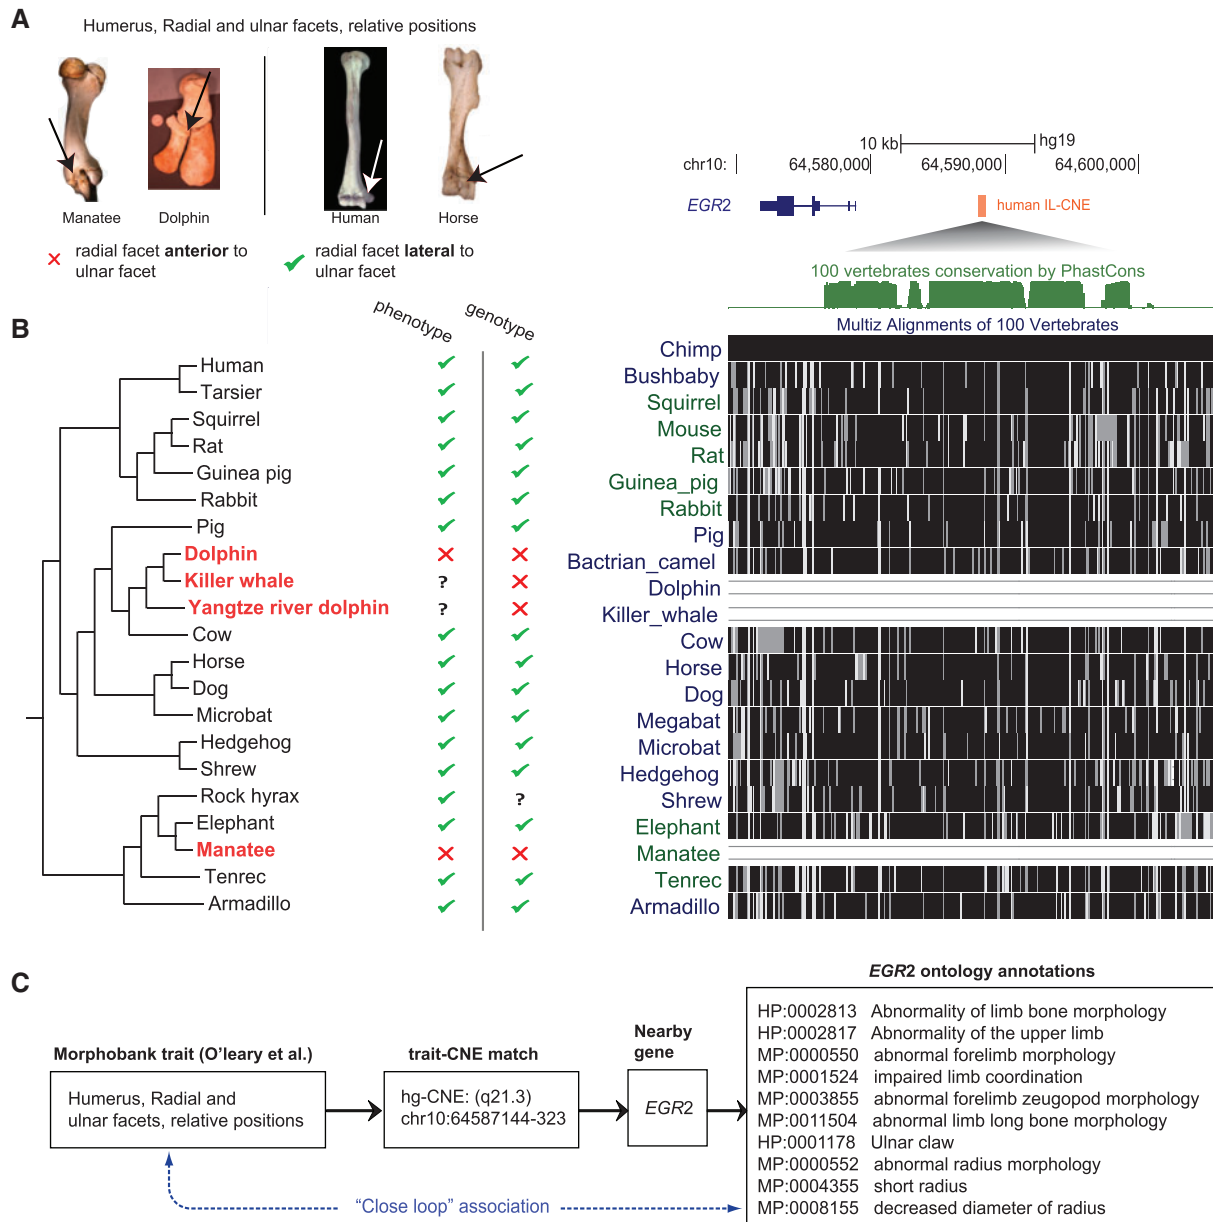 A
Humerus, Radial and ulnar facets, relative positions
Manatee
Dolphin
Human
Horse
radial facet anterior to
ulnar facet
radial facet lateral to
ulnar facet
10 kb
hg19
chr10:
64,580,000
64,590,000
64,600,000
EGR2
human IL-CNE
100 vertebrates conservation by PhastCons
Multiz Alignments of 100 Vertebrates
B
phenotype
genotype
Human
Tarsier
Squirrel
Rat
Guinea pig
Rabbit
Pig
Dolphin
Killer whale
?
Yangtze river dolphin
?
Cow
Horse
Dog
Microbat
Hedgehog
Shrew
Rock hyrax
?
Elephant
Manatee
Tenrec
Armadillo
Chimp
Bushbaby
Squirrel
Mouse
Rat
Guinea_pig
Rabbit
Pig
Bactrian_camel
Dolphin
Killer_whale
Cow
Horse
Dog
Megabat
Microbat
Hedgehog
Shrew
Elephant
Manatee
Tenrec
Armadillo
C
Morphobank trait (O'leary et al.)
Humerus, Radial and
ulnar facets, relative positions
trait-CNE match
hg-CNE: (q21.3)
chr10:64587144-323
Nearby
gene
EGR2
EGR2 ontology annotations
HP:0002813 Abnormality of limb bone morphology
HP:0002817 Abnormality of the upper limb
MP:0000550 abnormal forelimb morphology
MP:0001524 impaired limb coordination
MP:0003855 abnormal forelimb zeugopod morphology
MP:0011504 abnormal limb long bone morphology
HP:0001178 Ulnar claw
MP:0000552 abnormal radius morphology
MP:0004355 short radius
MP:0008155 decreased diameter of radius
"Close loop" association